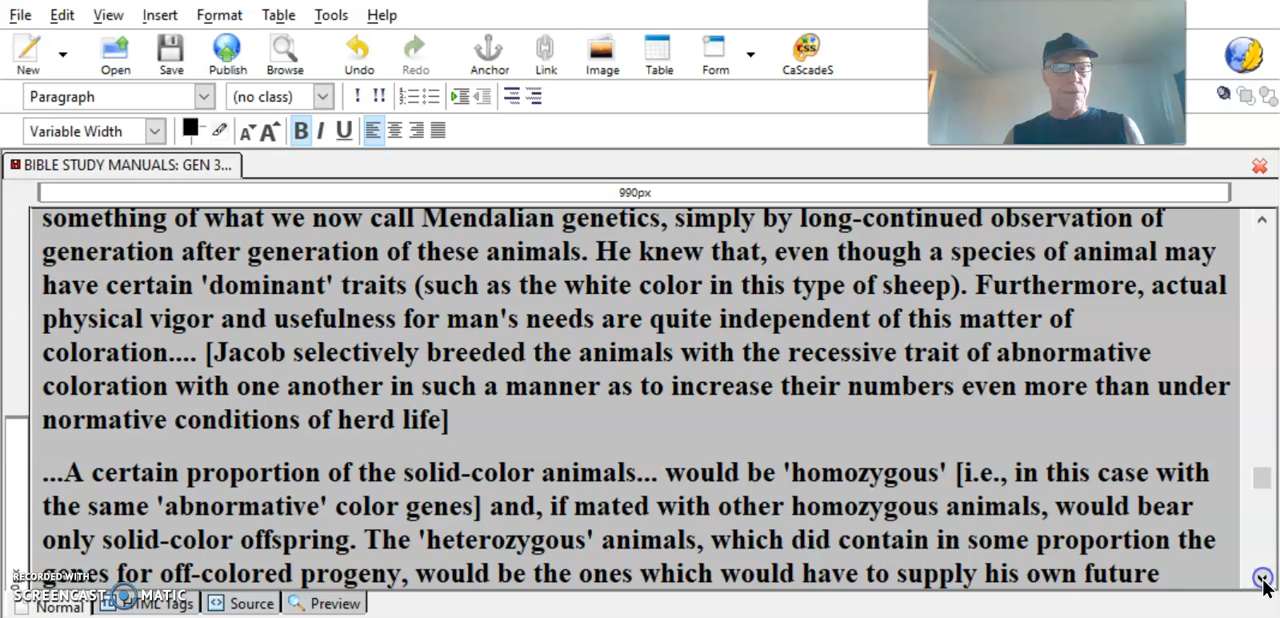 File Edit View Insert Format Table Tools Help
New Open Save Publish Browse Undo Redo Anchor Link Image Table Form CaScadeS
Paragraph (no class) ! !!
Variable Width A A B I U
BIBLE STUDY MANUALS: GEN 3...
990px
something of what we now call Mendalian genetics, simply by long-continued observation of
generation after generation of these animals. He knew that, even though a species of animal may
have certain 'dominant' traits (such as the white color in this type of sheep). Furthermore, actual
physical vigor and usefulness for man's needs are quite independent of this matter of
coloration.... [Jacob selectively breeded the animals with the recessive trait of abnormative
coloration with one another in such a manner as to increase their numbers even more than under
normative conditions of herd life]
...A certain proportion of the solid-color animals... would be 'homozygous' [i.e., in this case with
the same 'abnormative' color genes] and, if mated with other homozygous animals, would bear
only solid-color offspring. The 'heterozygous' animals, which did contain in some proportion the
genes for off-colored progeny, would be the ones which would have to supply his own future
RECORDED WITH
SCREENCAST MATIC
Normal HTML Tags Source Preview